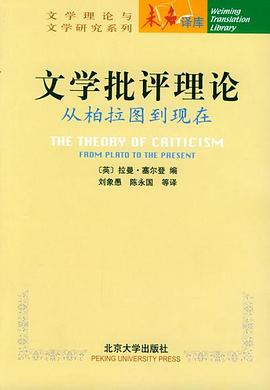 文学理论与
文学研究系列
未名译库
Weiming
Translation
Library
文学批评理论
从柏拉图到现在
THE THEORY OF CRITICISM
FROM PLATO TO THE PRESENT
[英]拉曼·塞尔登 编
刘象愚 陈永国 等译
北京大学出版社
PEKING UNIVERSITY PRESS